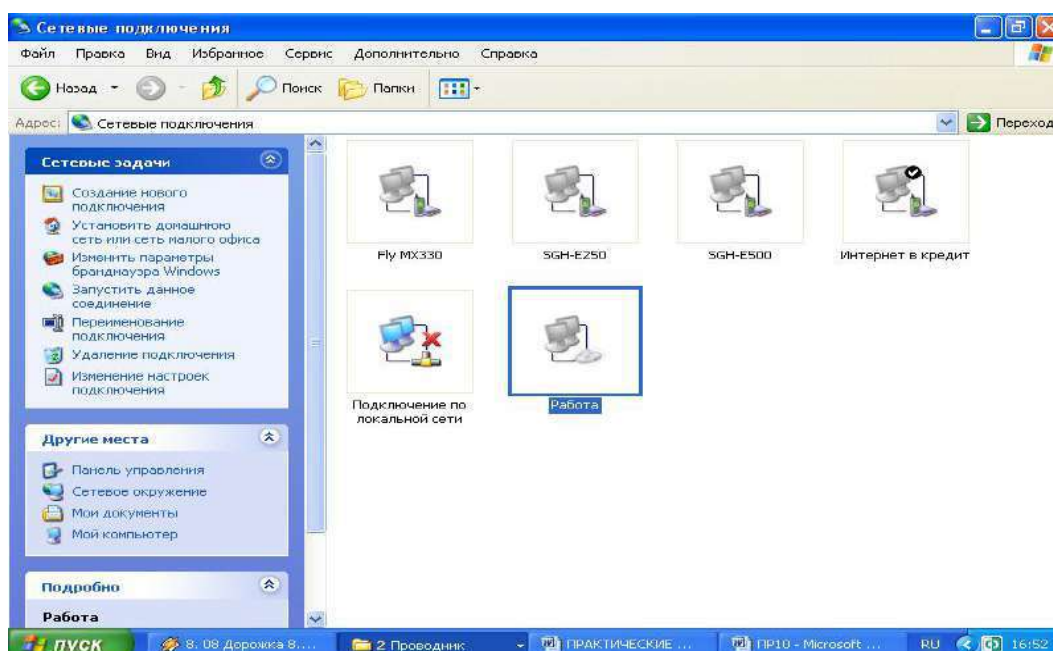 Сетевые подключения
Файл Правка Вид Избранное Сервис Дополнительно Справка
Назад Поиск Папки
Адрес: Сетевые подключения Переход
Сетевые задачи
Создание нового
подключения
Установить домашнюю
сеть или сеть малого офиса
Изменить параметры
брандмауэра Windows
Запустить данное
соединение
Переименование
подключения
Удаление подключения
Изменение настроек
подключения
Другие места
Панель управления
Сетевое окружение
Мои документы
Мой компьютер
Подробно
Работа
Fly MX330 SGH-E250 SGH-E500 Интернет в кредит
Подключение по
локальной сети
Работа
пуск 8. 08 Дорожка 8.... 2 Проводник ПРАКТИЧЕСКИЕ ... ПР10 - Microsoft ... RU 16:52